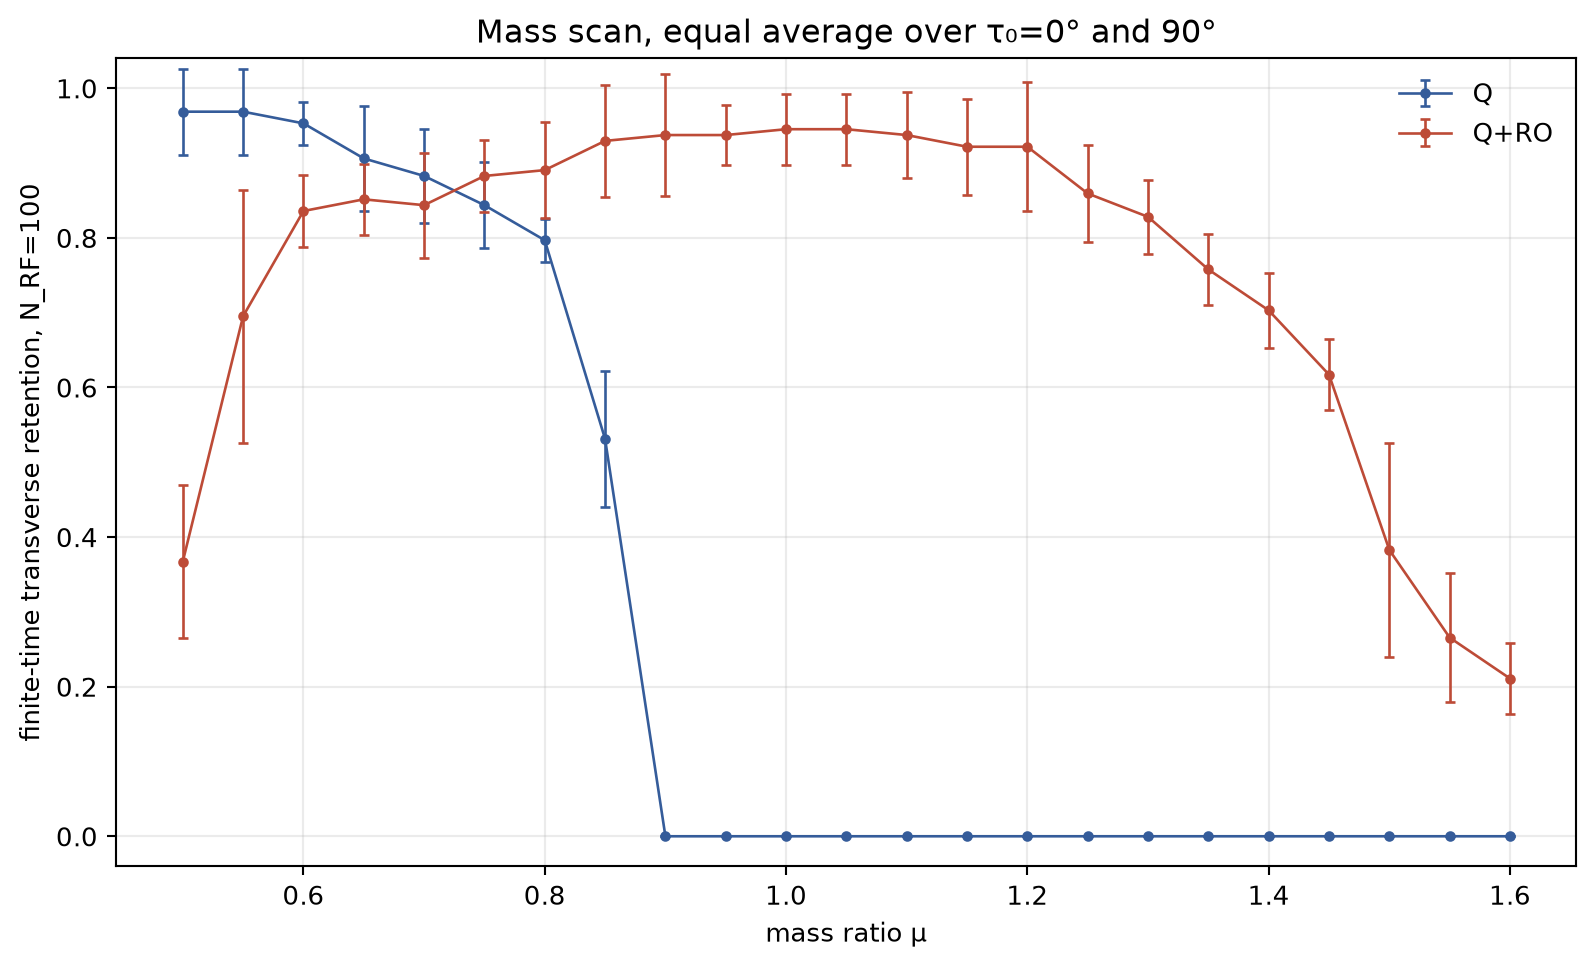 Mass scan, equal average over τ₀=0° and 90°
Q
Q+RO
finite-time transverse retention, N_RF=100
1.0
0.8
0.6
0.4
0.2
0.0
0.6 0.8 1.0 1.2 1.4 1.6
mass ratio μ